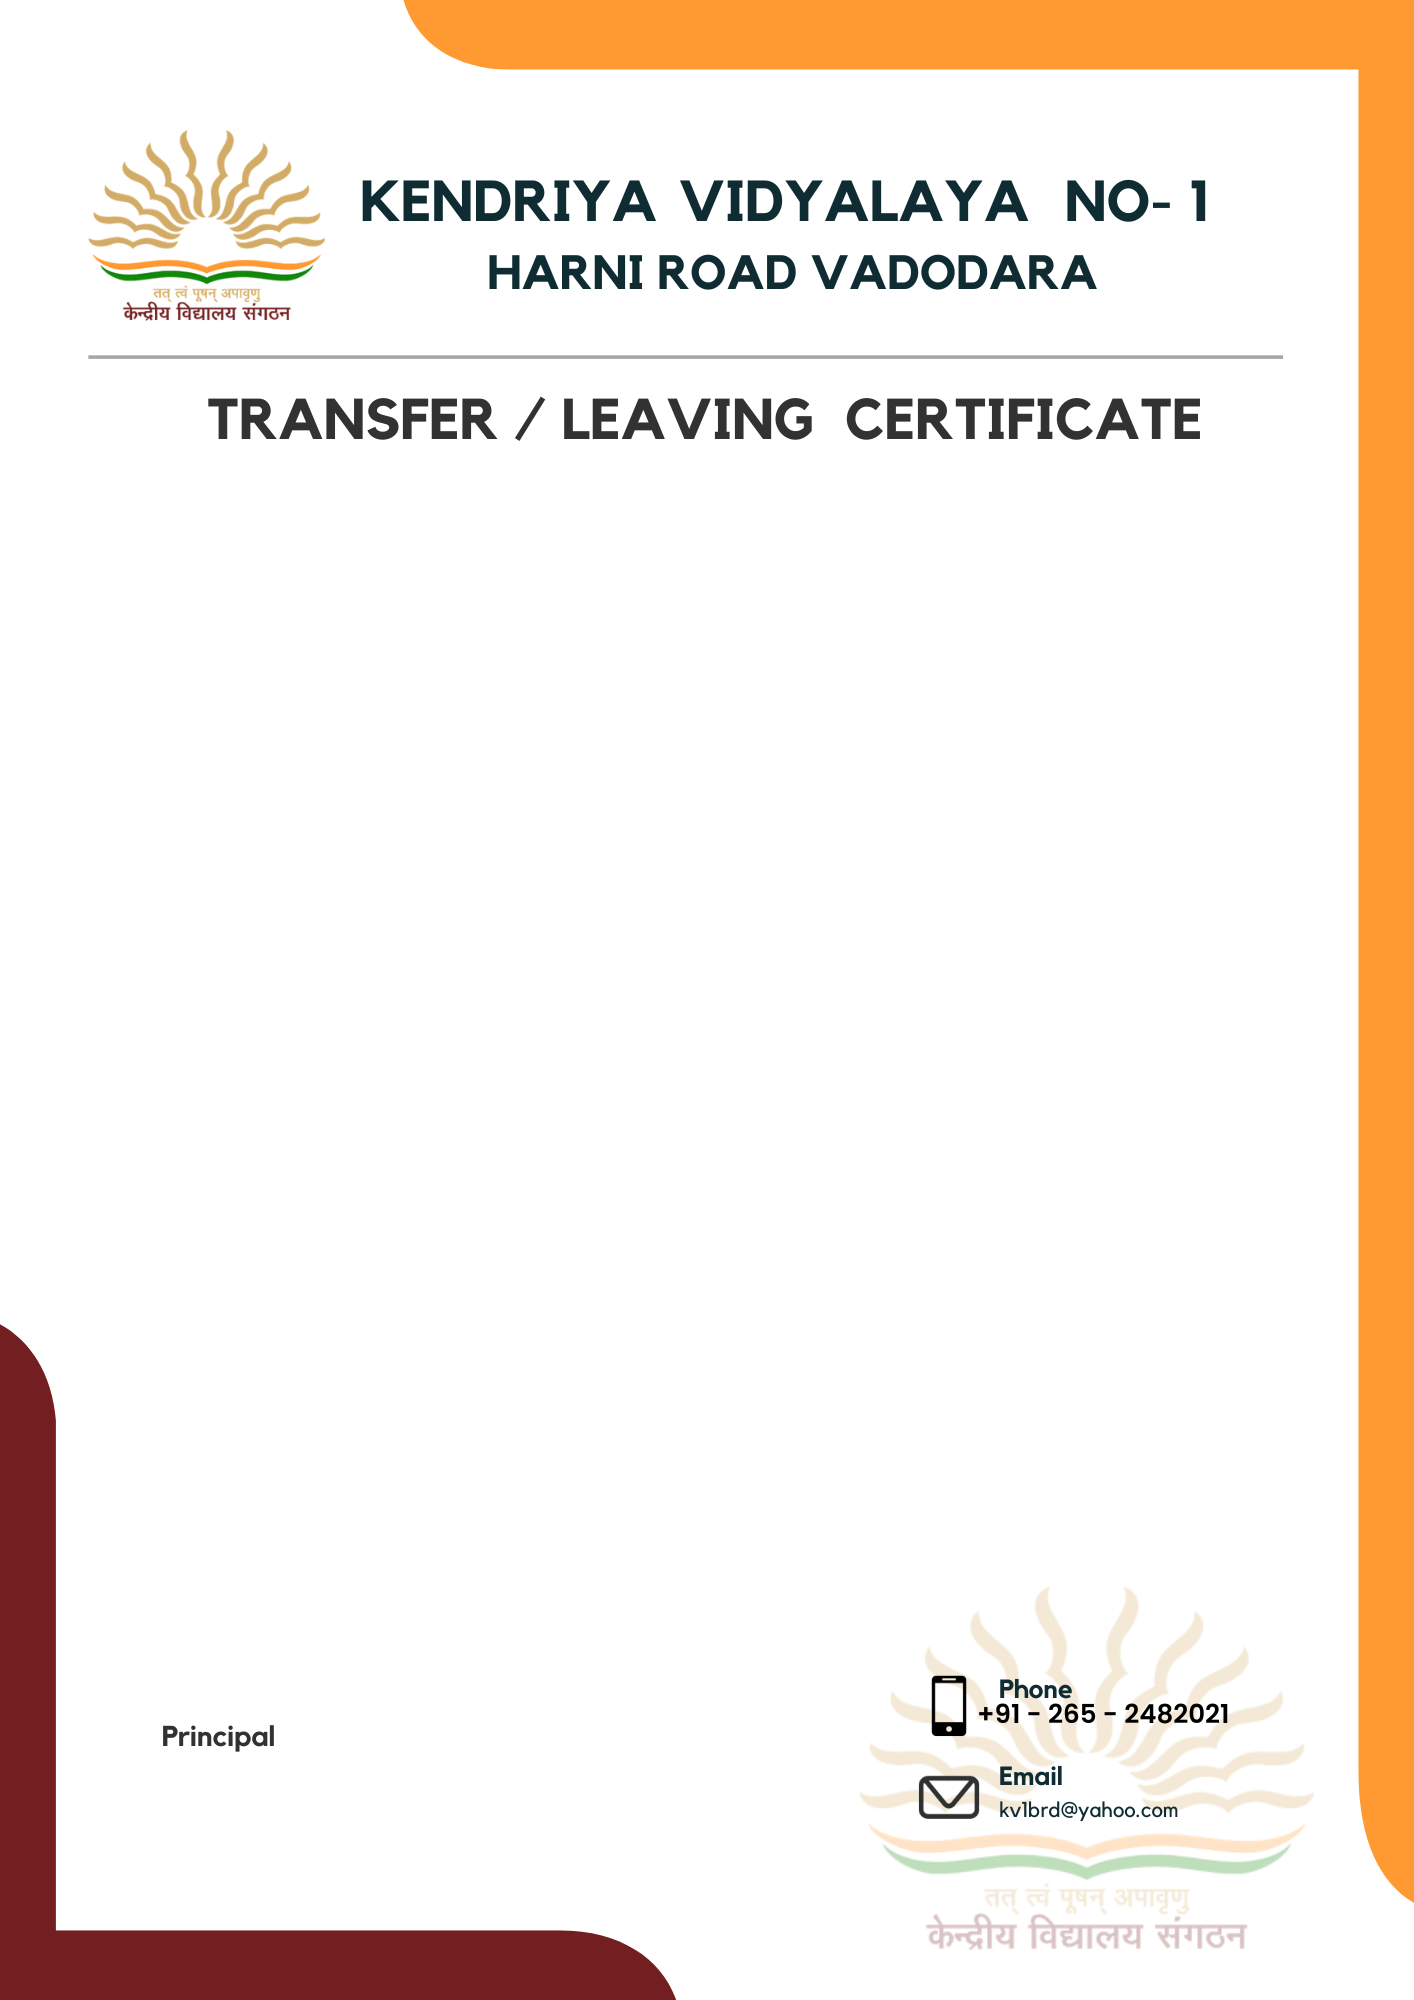 तत् त्वं पूषन् अपावृणु
केन्द्रीय विद्यालय संगठन
KENDRIYA VIDYALAYA NO- 1
HARNI ROAD VADODARA
TRANSFER / LEAVING CERTIFICATE
Principal
Phone
+91 - 265 - 2482021
Email
kv1brd@yahoo.com
तत् त्वं पूषन् अपावृणु
केन्द्रीय विद्यालय संगठन